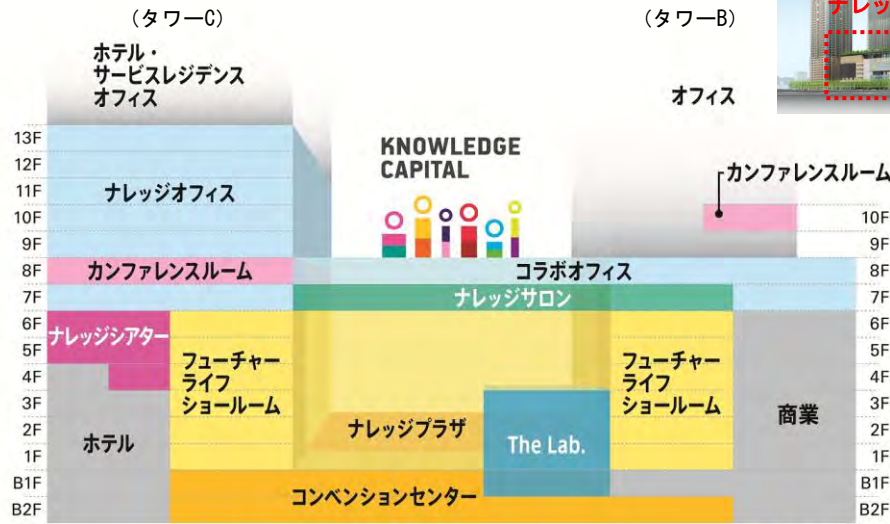 (タワーC)
(タワーB)
ナレッ
ホテル・
サービスレジデンス
オフィス
オフィス
KNOWLEDGE
CAPITAL
カンファレンスルーム
13F
12F
11F
10F
9F
8F
7F
6F
5F
4F
3F
2F
1F
B1F
B2F
ナレッジオフィス
カンファレンスルーム
コラボオフィス
ナレッジサロン
ナレッジシアター
フューチャー
ライフ
ショールーム
ホテル
ナレッジプラザ
The Lab.
フューチャー
ライフ
ショールーム
商業
コンベンションセンター
10F
9F
8F
7F
6F
5F
4F
3F
2F
1F
B1F
B2F